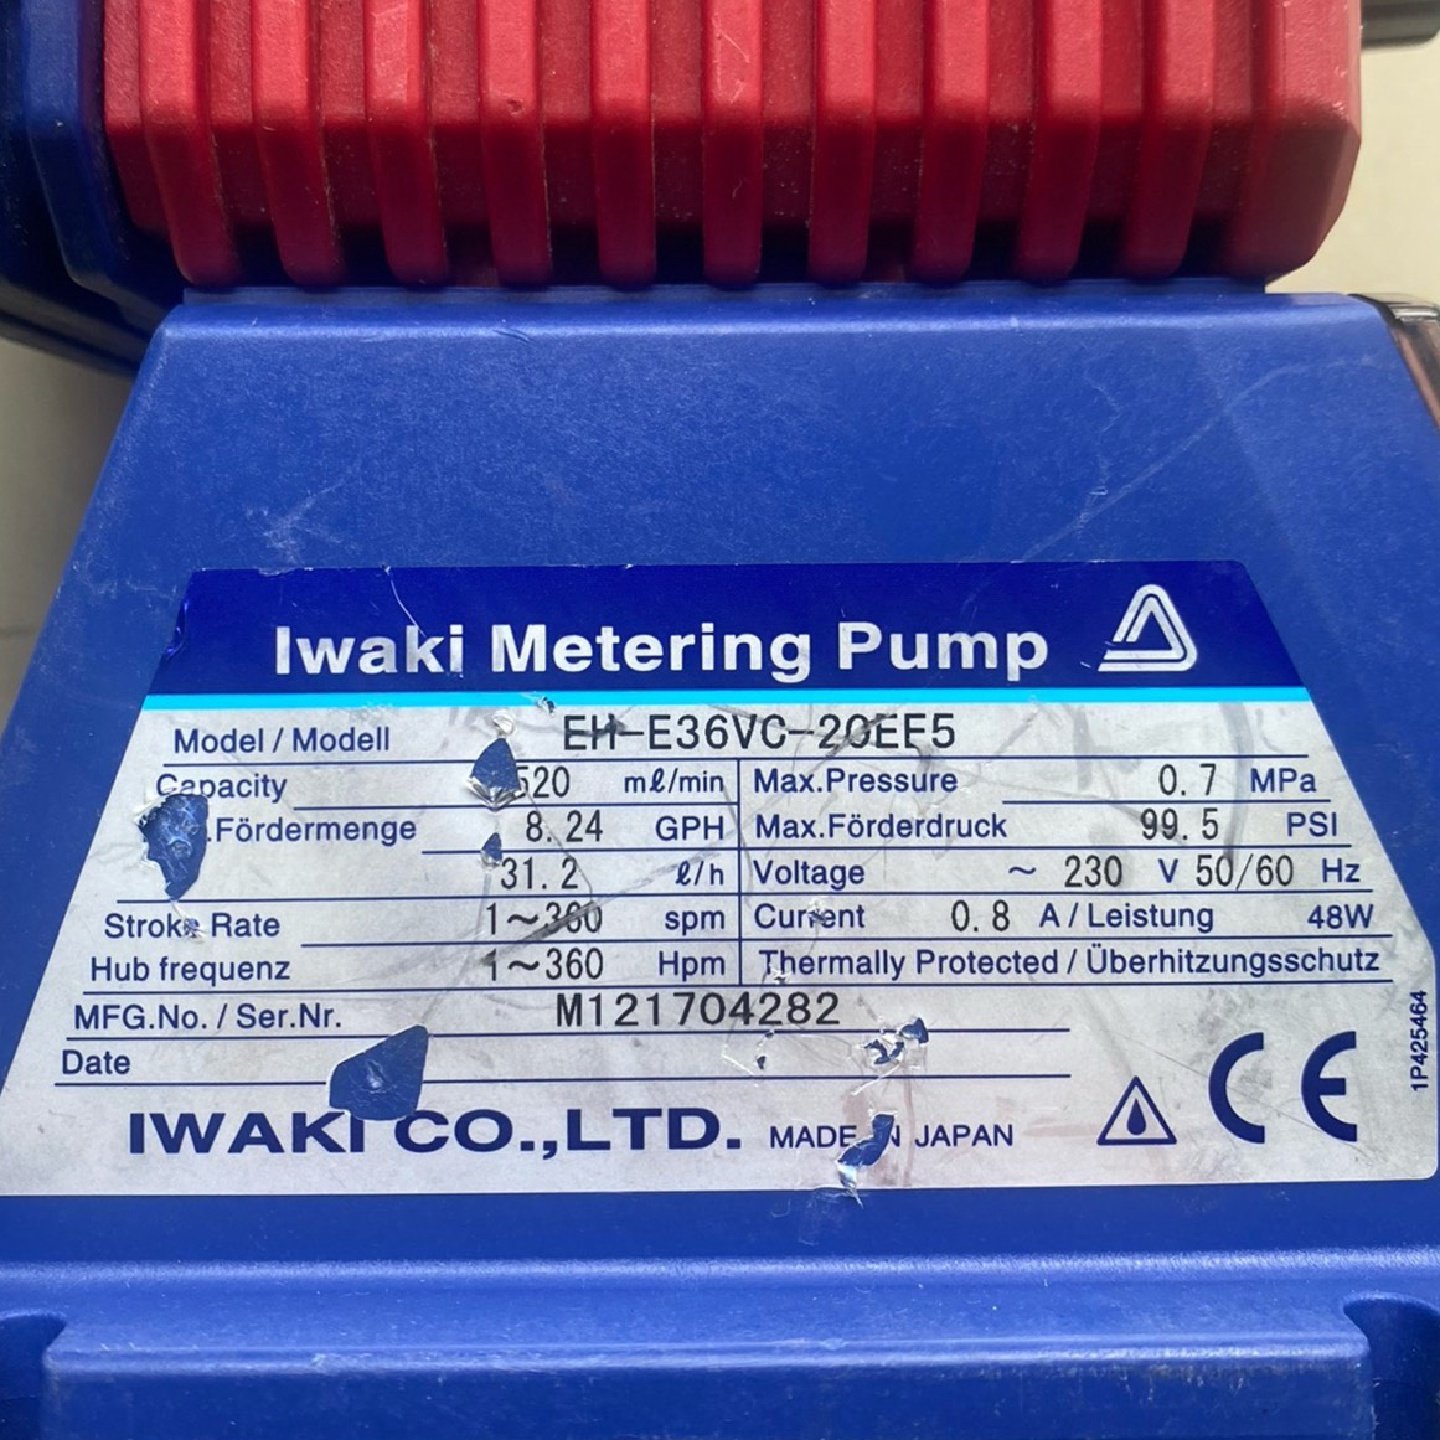 Iwaki Metering Pump
Model / Modell EH-E36VC-20EF5
Capacity 520 mℓ/min Max.Pressure 0.7 MPa
.Fördermenge 8.24 GPH Max.Förderdruck 99.5 PSI
31.2 ℓ/h Voltage ~ 230 V 50/60 Hz
Stroke Rate 1~360 spm Current 0.8 A / Leistung 48W
Hub frequenz 1~360 Hpm Thermally Protected / Überhitzungsschutz
MFG.No. / Ser.Nr. M121704282
Date
IWAKI CO.,LTD. MADE IN JAPAN
CE
1P425464